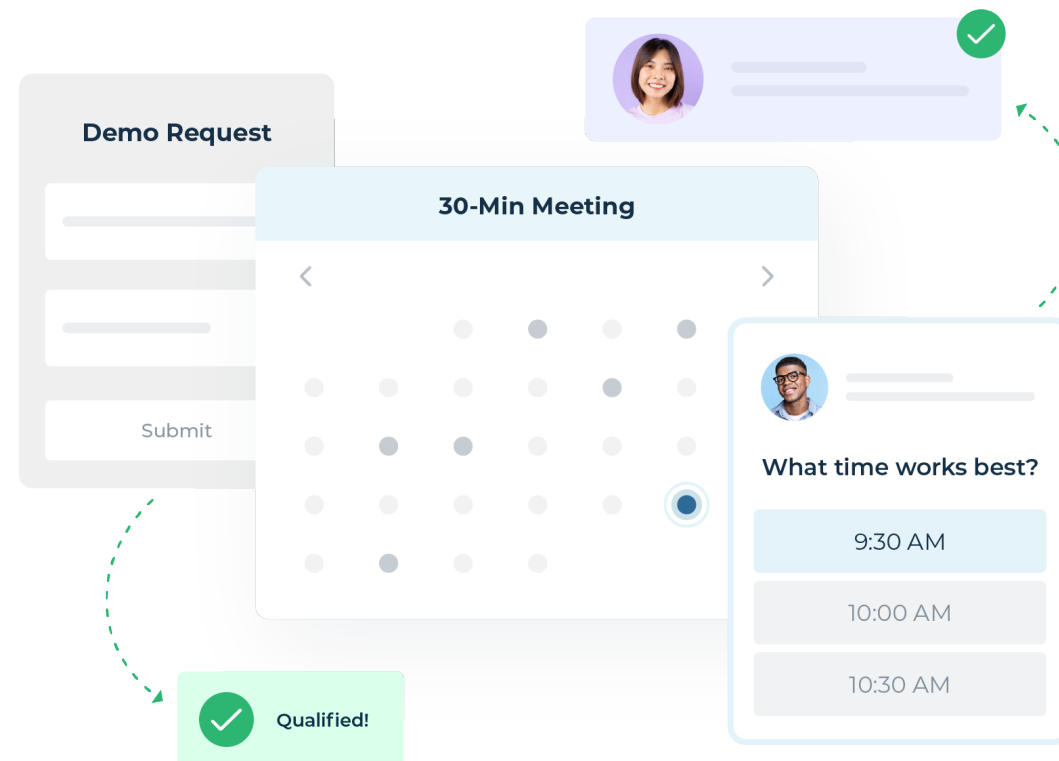 Demo Request
Submit
30-Min Meeting
What time works best?
9:30 AM
10:00 AM
10:30 AM
Qualified!